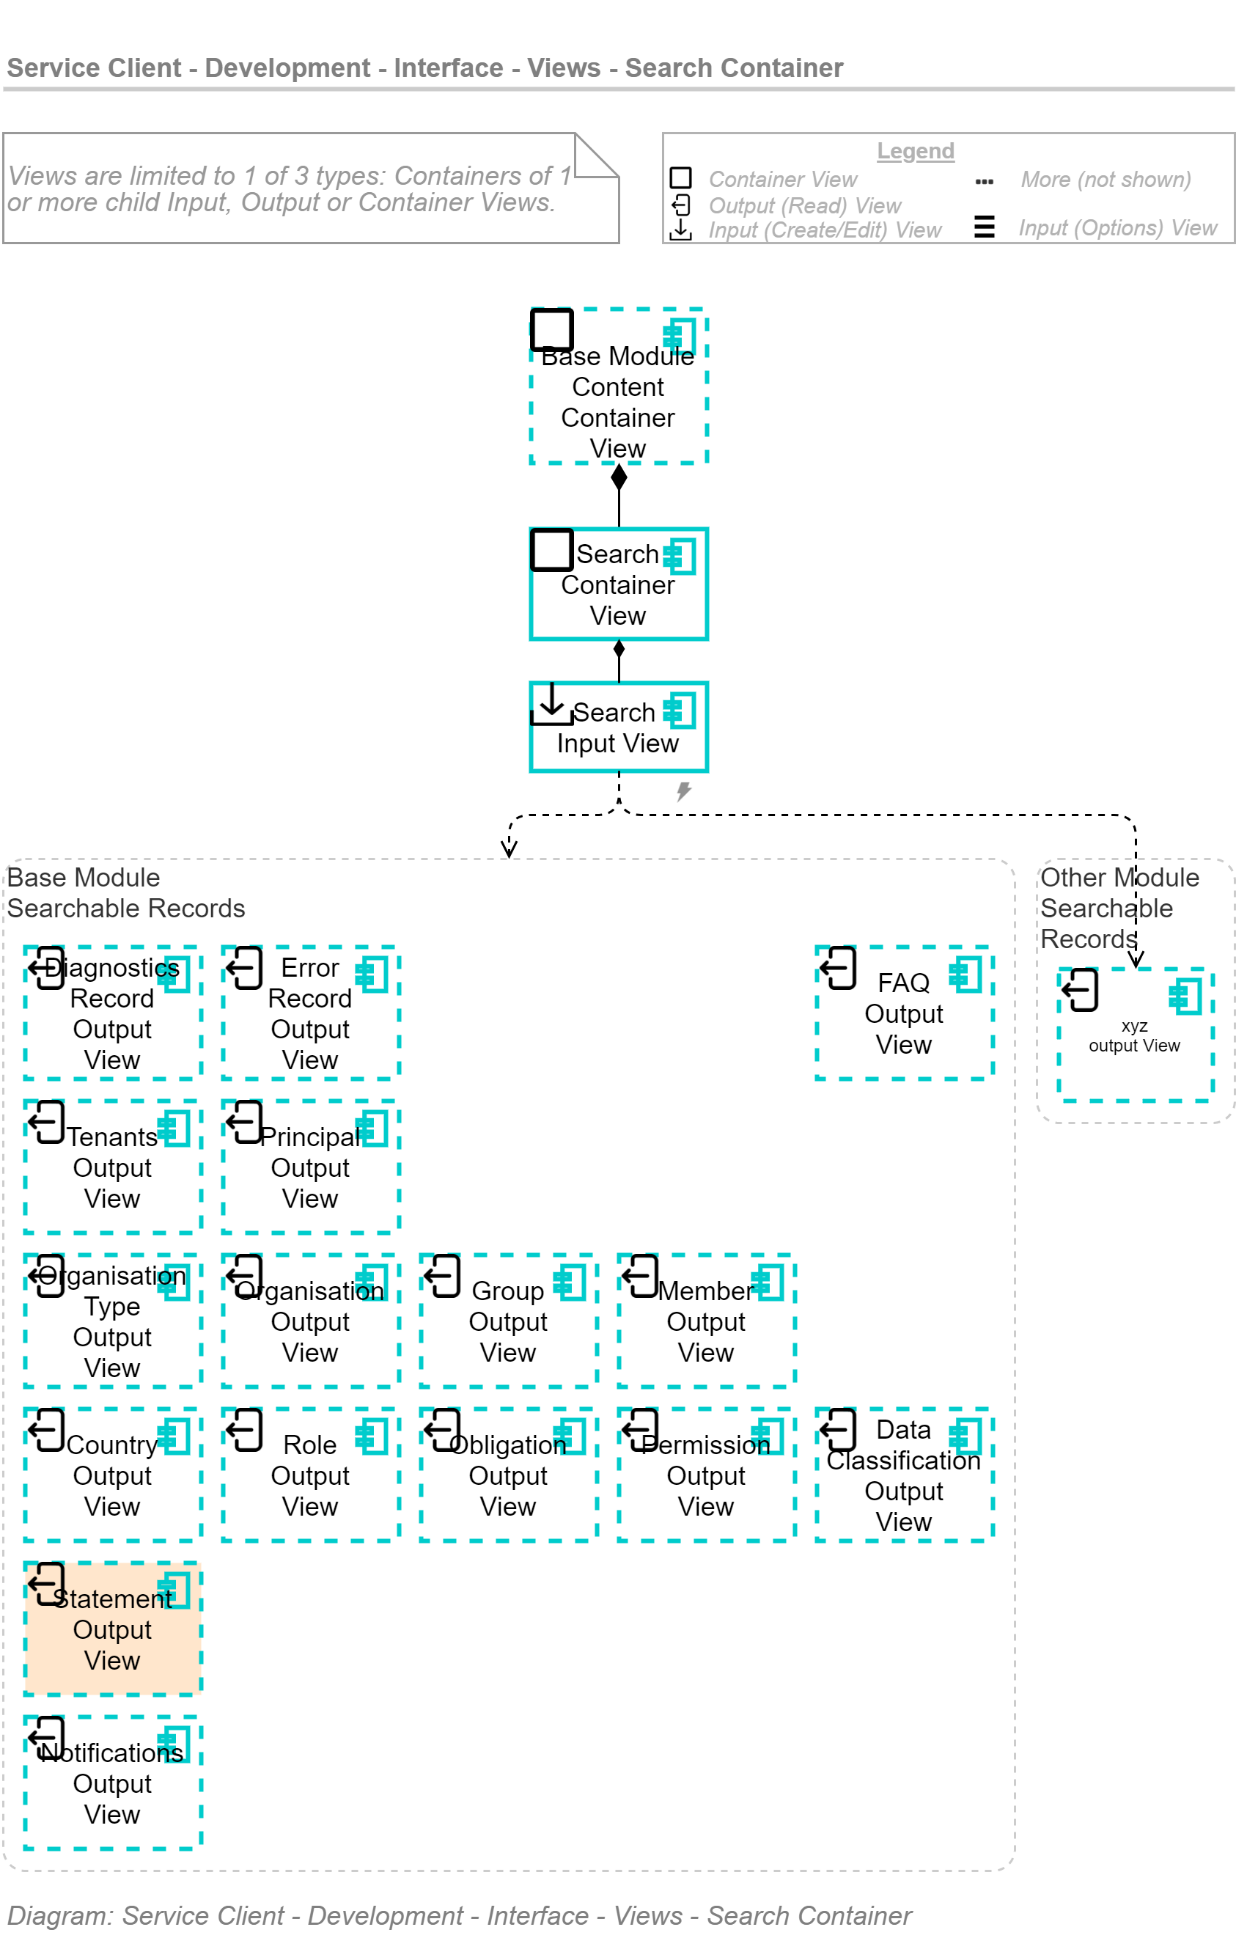 Service Client - Development - Interface - Views - Search Container
Views are limited to 1 of 3 types: Containers of 1
or more child Input, Output or Container Views.
Legend
Container View
More (not shown)
Output (Read) View
Input (Create/Edit) View
Input (Options) View
Base Module
Content
Container
View
Search
Container
View
Search
Input View
Base Module
Searchable Records
Other Module
Searchable
Records
Diagnostics
Record
Output
View
Error
Record
Output
View
FAQ
Output
View
xyz
output View
Tenants
Output
View
Principal
Output
View
Organisation
Type
Output
View
Organisation
Output
View
Group
Output
View
Member
Output
View
Country
Output
View
Role
Output
View
Obligation
Output
View
Permission
Output
View
Data
Classification
Output
View
Statement
Output
View
Notifications
Output
View
Diagram: Service Client - Development - Interface - Views - Search Container